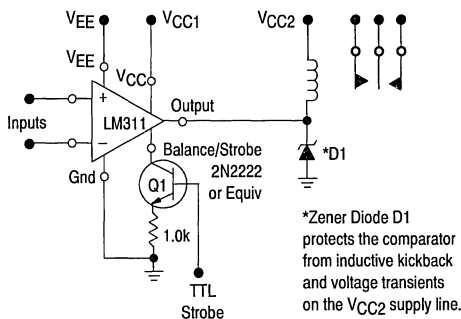 VEE VCC1 VCC2
VEE
VCC
+
Inputs LM311 Output
–
Balance/Strobe
Gnd
2N2222
or Equiv
Q1
*D1
1.0k
TTL
Strobe
*Zener Diode D1
protects the comparator
from inductive kickback
and voltage transients
on the VCC2 supply line.